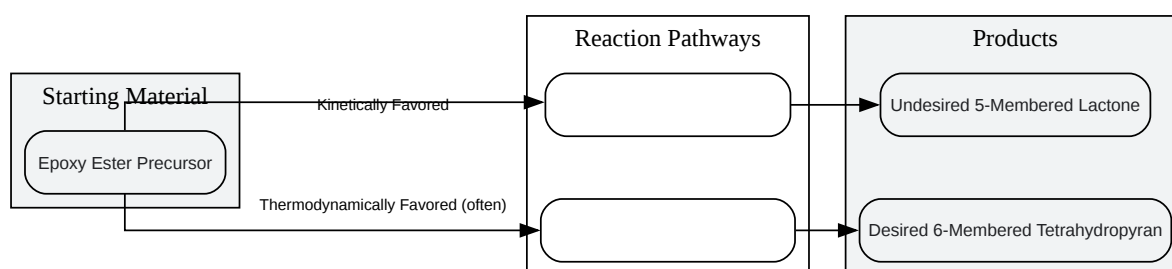 Starting Material
Epoxy Ester Precursor
Kinetically Favored
Thermodynamically Favored (often)
Reaction Pathways
Products
Undesired 5-Membered Lactone
Desired 6-Membered Tetrahydropyran